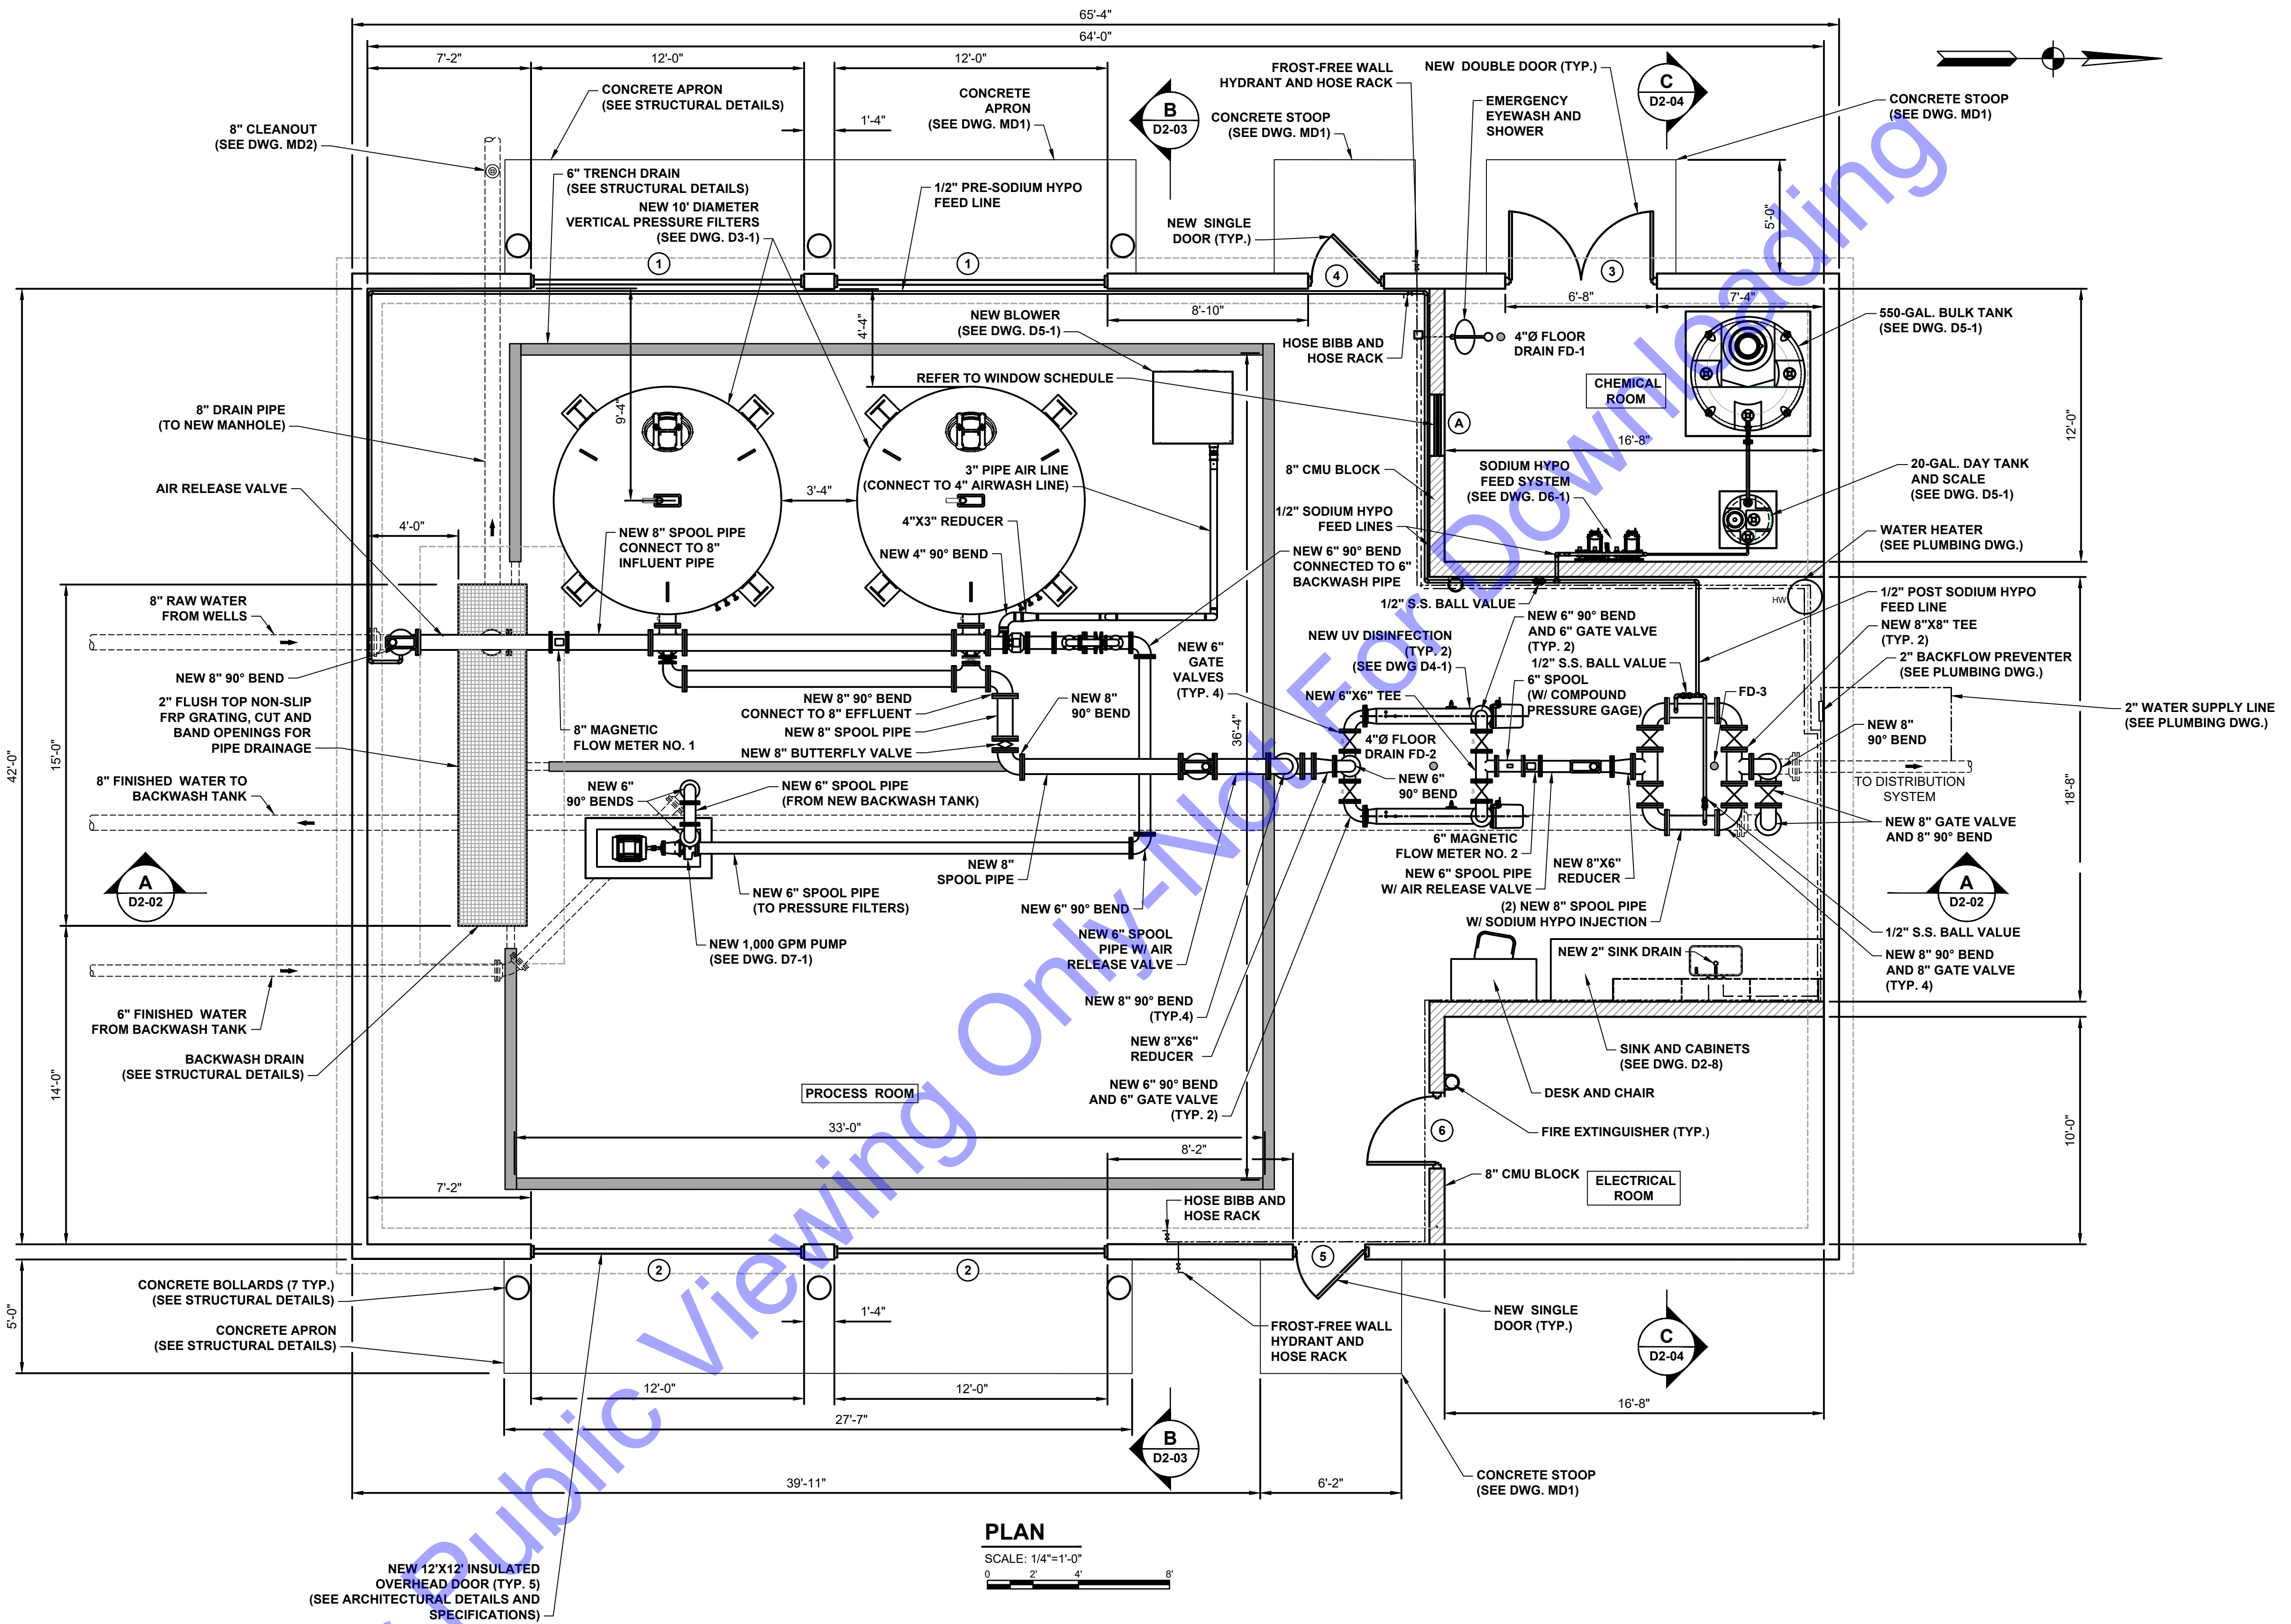 65'-4"
64'-0"
7'-2"
12'-0"
12'-0"
1'-4"
CONCRETE APRON
(SEE STRUCTURAL DETAILS)
CONCRETE
APRON
(SEE DWG. MD1)
B
D2-03
FROST-FREE WALL
HYDRANT AND HOSE RACK
CONCRETE STOOP
(SEE DWG. MD1)
NEW DOUBLE DOOR (TYP.)
EMERGENCY
EYEWASH AND
SHOWER
C
D2-04
CONCRETE STOOP
(SEE DWG. MD1)
8" CLEANOUT
(SEE DWG. MD2)
6" TRENCH DRAIN
(SEE STRUCTURAL DETAILS)
NEW 10' DIAMETER
VERTICAL PRESSURE FILTERS
(SEE DWG. D3-1)
1/2" PRE-SODIUM HYPO
FEED LINE
NEW SINGLE
DOOR (TYP.)
5'-0"
1
1
4
3
6'-8"
7'-4"
8'-10"
4'-4"
9'-4"
NEW BLOWER
(SEE DWG. D5-1)
HOSE BIBB AND
HOSE RACK
4"Ø FLOOR
DRAIN FD-1
550-GAL. BULK TANK
(SEE DWG. D5-1)
REFER TO WINDOW SCHEDULE
CHEMICAL
ROOM
A
16'-8"
12'-0"
8" DRAIN PIPE
(TO NEW MANHOLE)
AIR RELEASE VALVE
4'-0"
3'-4"
3" PIPE AIR LINE
(CONNECT TO 4" AIRWASH LINE)
8" CMU BLOCK
SODIUM HYPO
FEED SYSTEM
(SEE DWG. D6-1)
20-GAL. DAY TANK
AND SCALE
(SEE DWG. D5-1)
4"X3" REDUCER
NEW 4" 90° BEND
1/2" SODIUM HYPO
FEED LINES
NEW 8" SPOOL PIPE
CONNECT TO 8"
INFLUENT PIPE
NEW 6" 90° BEND
CONNECTED TO 6"
BACKWASH PIPE
WATER HEATER
(SEE PLUMBING DWG.)
HW
8" RAW WATER
FROM WELLS
1/2" S.S. BALL VALUE
1/2" POST SODIUM HYPO
FEED LINE
NEW 8"X8" TEE
(TYP. 2)
NEW 6" 90° BEND
AND 6" GATE VALVE
(TYP. 2)
NEW UV DISINFECTION
(TYP. 2)
(SEE DWG D4-1)
NEW 6"
GATE
VALVES
(TYP. 4)
1/2" S.S. BALL VALUE
2" BACKFLOW PREVENTER
(SEE PLUMBING DWG.)
NEW 8" 90° BEND
6" SPOOL
(W/ COMPOUND
PRESSURE GAGE)
NEW 6"X6" TEE
FD-3
2" WATER SUPPLY LINE
(SEE PLUMBING DWG.)
2" FLUSH TOP NON-SLIP
FRP GRATING, CUT AND
BAND OPENINGS FOR
PIPE DRAINAGE
NEW 8" 90° BEND
CONNECT TO 8" EFFLUENT
NEW 8" SPOOL PIPE
NEW 8" BUTTERFLY VALVE
NEW 8"
90° BEND
8" MAGNETIC
FLOW METER NO. 1
36'-4"
4"Ø FLOOR
DRAIN FD-2
NEW 8"
90° BEND
NEW 6"
90° BEND
TO DISTRIBUTION
SYSTEM
42'-0"
15'-0"
18'-8"
8" FINISHED WATER TO
BACKWASH TANK
NEW 6"
90° BENDS
NEW 6" SPOOL PIPE
(FROM NEW BACKWASH TANK)
NEW 8" GATE VALVE
AND 8" 90° BEND
6" MAGNETIC
FLOW METER NO. 2
NEW 8"X6"
REDUCER
NEW 8"
SPOOL PIPE
NEW 6" SPOOL PIPE
W/ AIR RELEASE VALVE
A
D2-02
A
D2-02
NEW 6" SPOOL PIPE
(TO PRESSURE FILTERS)
NEW 6" 90° BEND
(2) NEW 8" SPOOL PIPE
W/ SODIUM HYPO INJECTION
NEW 1,000 GPM PUMP
(SEE DWG. D7-1)
NEW 6" SPOOL
PIPE W/ AIR
RELEASE VALVE
NEW 2" SINK DRAIN
1/2" S.S. BALL VALUE
NEW 8" 90° BEND
AND 8" GATE VALVE
(TYP. 4)
6" FINISHED WATER
FROM BACKWASH TANK
NEW 8" 90° BEND
(TYP.4)
NEW 8"X6"
REDUCER
BACKWASH DRAIN
(SEE STRUCTURAL DETAILS)
SINK AND CABINETS
(SEE DWG. D2-8)
14'-0"
PROCESS ROOM
NEW 6" 90° BEND
AND 6" GATE VALVE
(TYP. 2)
DESK AND CHAIR
33'-0"
8'-2"
6
FIRE EXTINGUISHER (TYP.)
10'-0"
8" CMU BLOCK
ELECTRICAL
ROOM
7'-2"
HOSE BIBB AND
HOSE RACK
2
2
5
CONCRETE BOLLARDS (7 TYP.)
(SEE STRUCTURAL DETAILS)
CONCRETE APRON
(SEE STRUCTURAL DETAILS)
5'-0"
1'-4"
FROST-FREE WALL
HYDRANT AND
HOSE RACK
NEW SINGLE
DOOR (TYP.)
C
D2-04
12'-0"
12'-0"
27'-7"
16'-8"
B
D2-03
39'-11"
6'-2"
CONCRETE STOOP
(SEE DWG. MD1)
NEW 12'X12' INSULATED
OVERHEAD DOOR (TYP. 5)
(SEE ARCHITECTURAL DETAILS AND
SPECIFICATIONS)
PLAN
SCALE: 1/4"=1'-0"
0 2' 4' 8'
Public Viewing Only-Not For Downloading